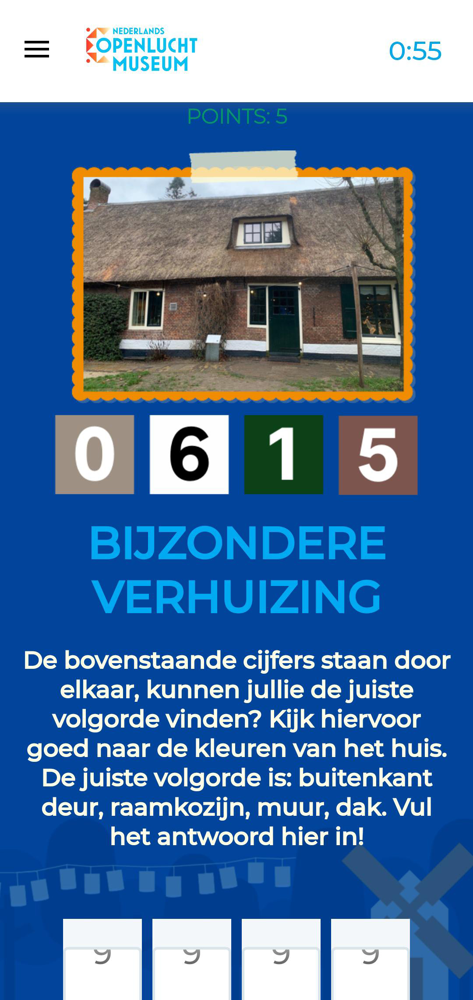 NEDERLANDS
OPENLUCHT
MUSEUM
0:55
POINTS: 5
0 6 1 5
BIJZONDERE
VERHUIZING
De bovenstaande cijfers staan door
elkaar, kunnen jullie de juiste
volgorde vinden? Kijk hiervoor
goed naar de kleuren van het huis.
De juiste volgorde is: buitenkant
deur, raamkozijn, muur, dak. Vul
het antwoord hier in!
9 9 9 9